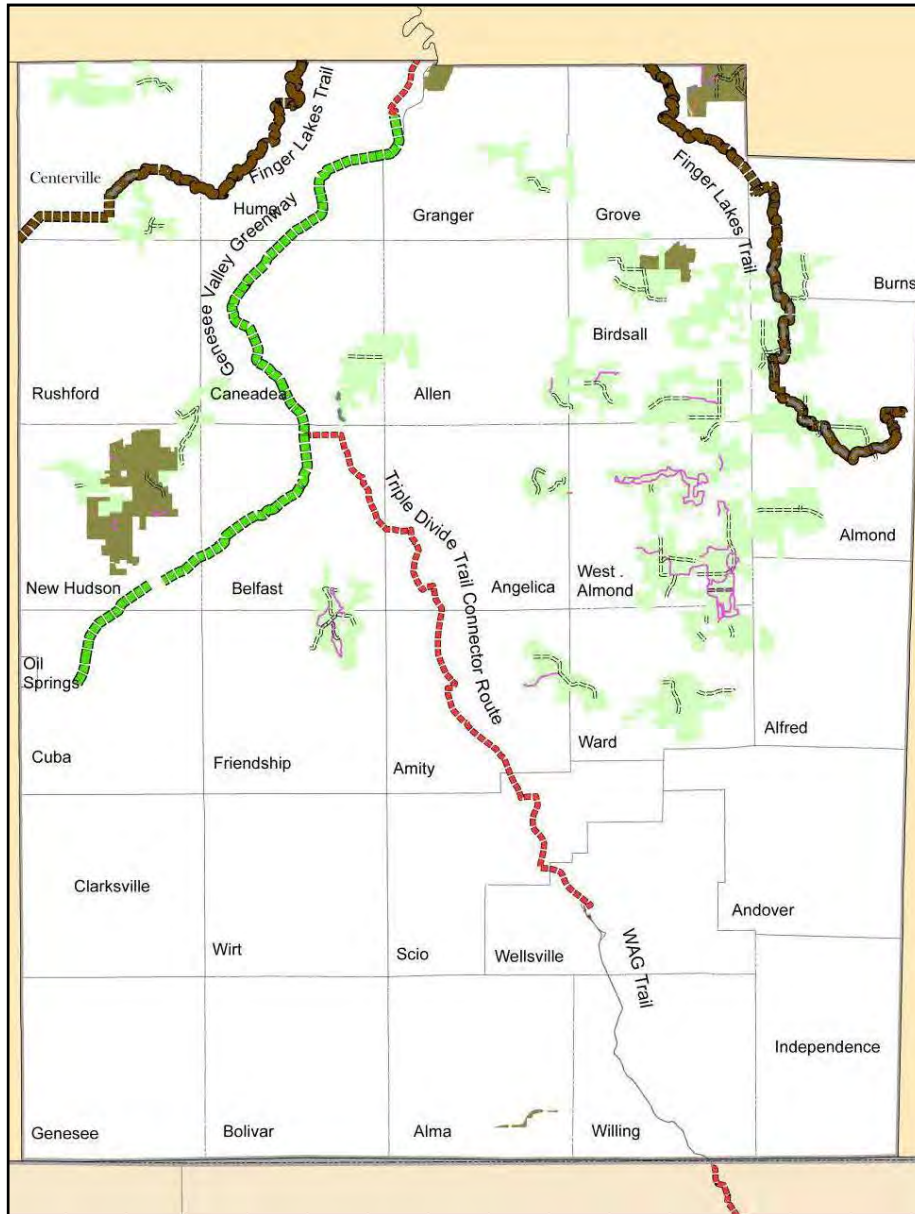 Finger Lakes Trail
Centerville
Hume
Granger
Grove
Finger Lakes Trail
Genesee Valley Greenway
Burns
Birdsall
Rushford
Caneadea
Allen
Triple Divide Trail Connector Route
Almond
New Hudson
Belfast
Angelica
West .
Almond
Oil
Springs
Cuba
Friendship
Amity
Ward
Alfred
Clarksville
Wirt
Scio
Wellsville
WAG Trail
Andover
Independence
Genesee
Bolivar
Alma
Willing